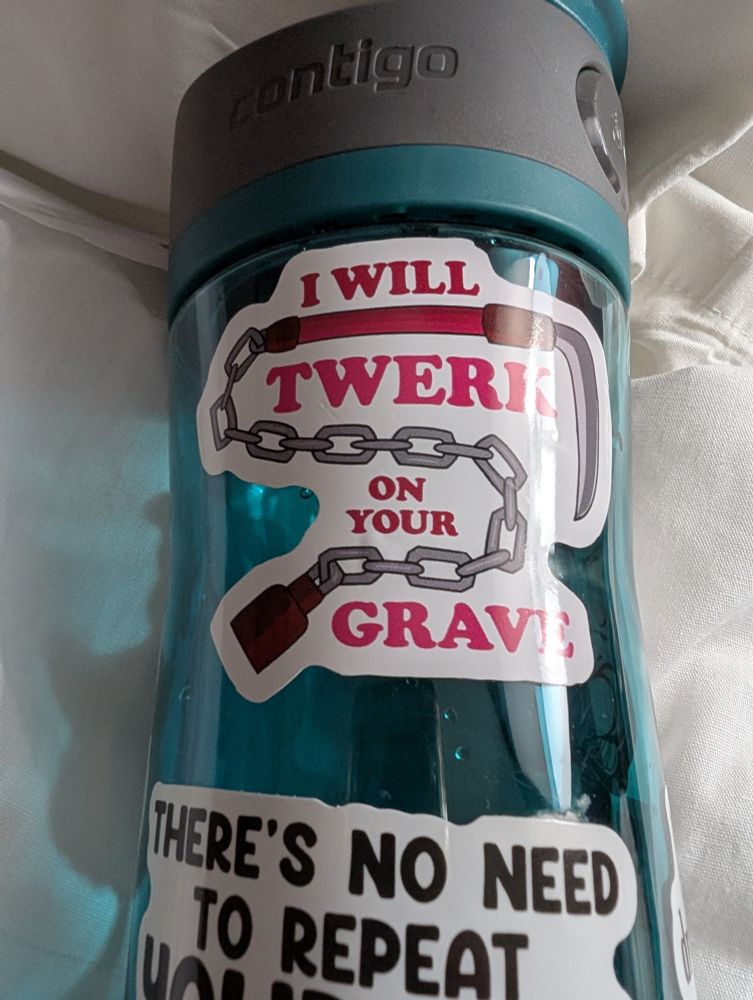 contigo
I WILL
TWERK
ON
YOUR
GRAVE
THERE'S NO NEED
TO REPEAT